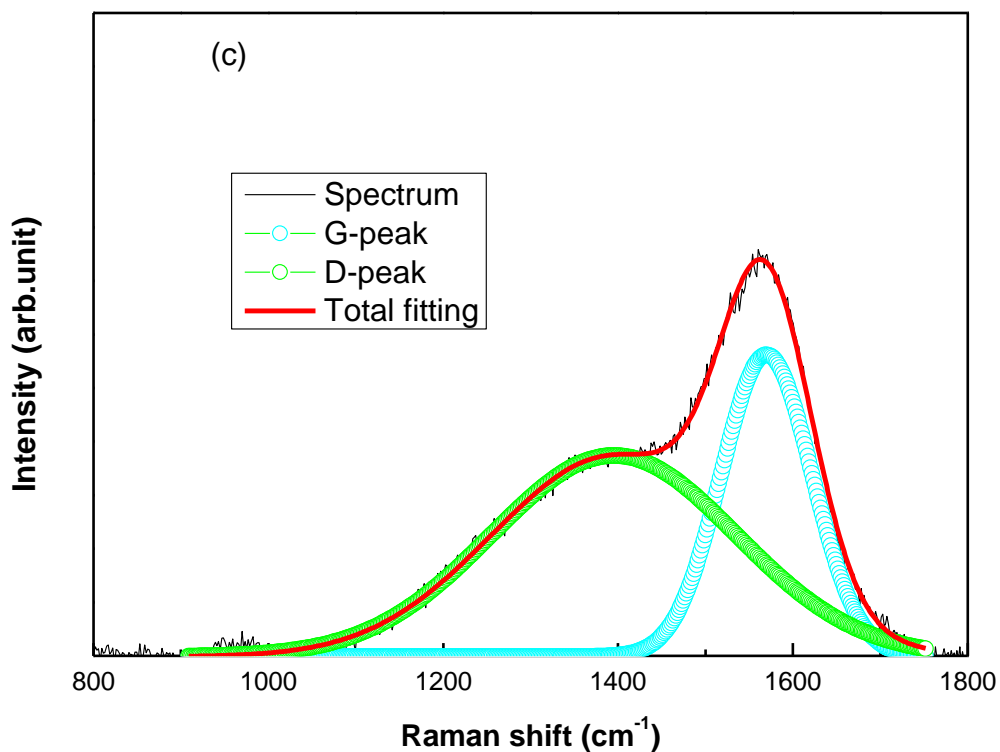 (c)
Spectrum
G-peak
D-peak
Total fitting
Intensity (arb.unit)
800 1000 1200 1400 1600 1800
Raman shift (cm⁻¹)